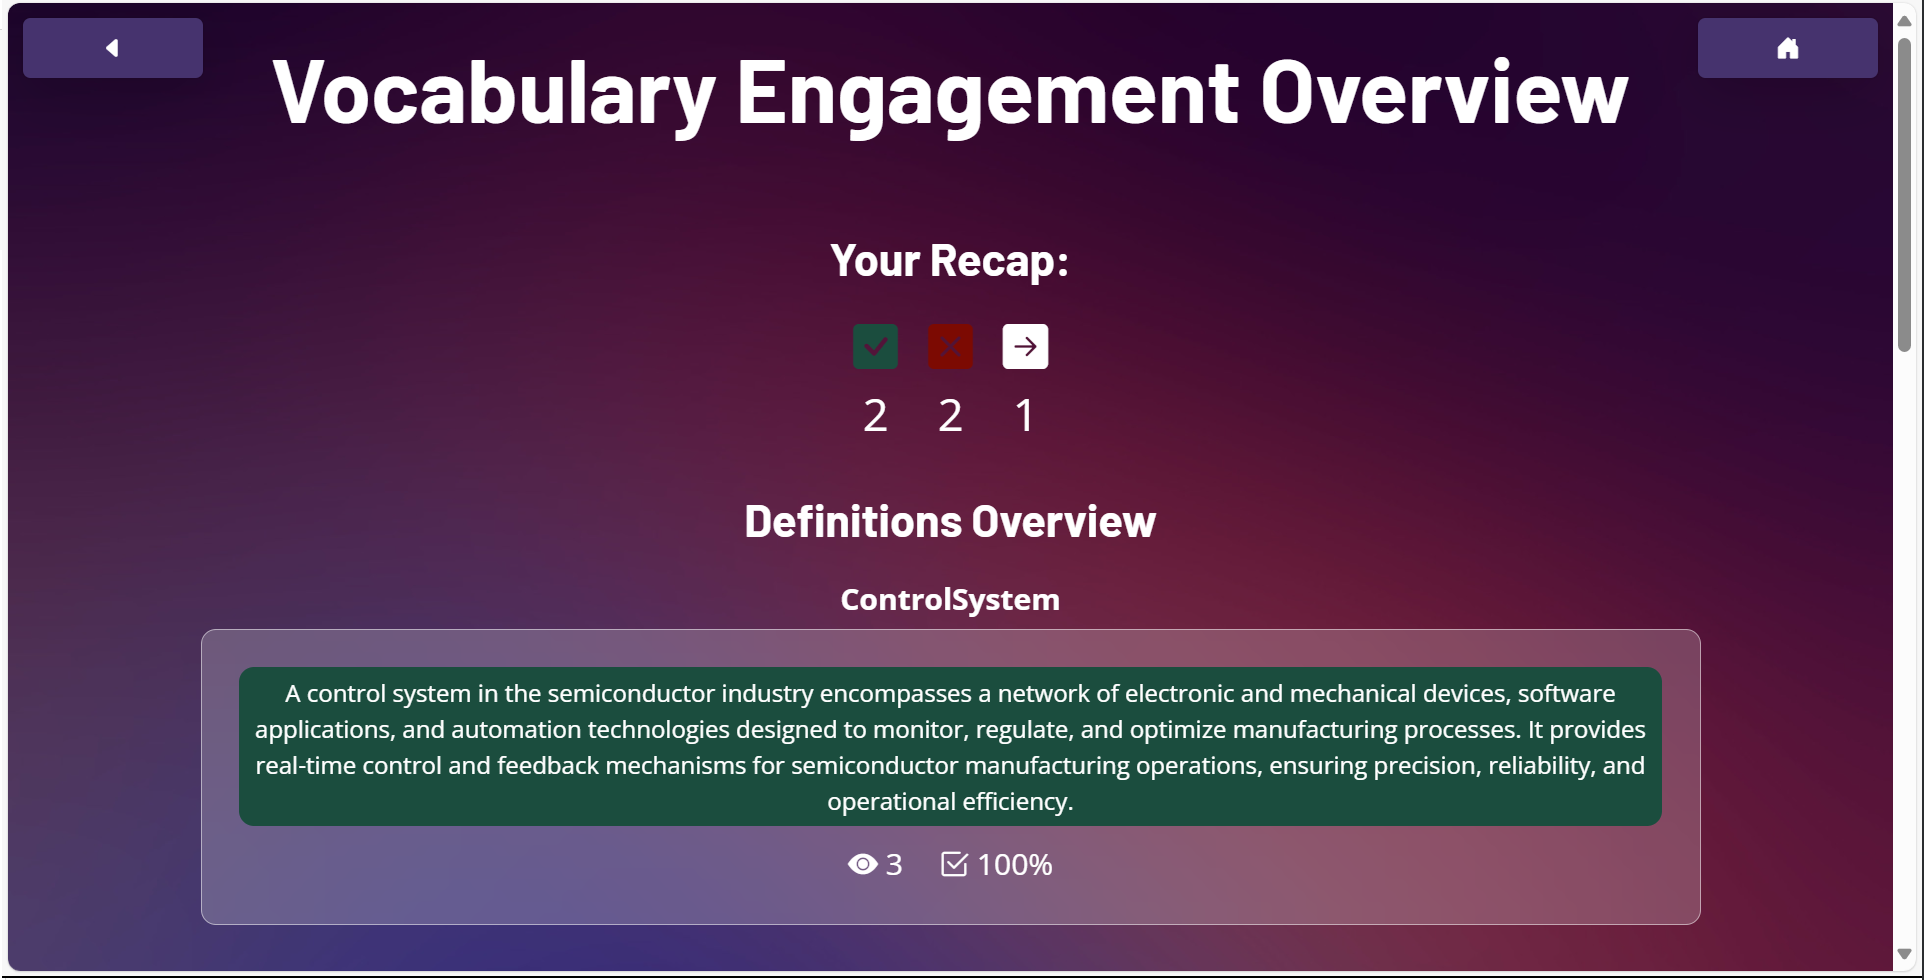 Vocabulary Engagement Overview
Your Recap:
2 2 1
Definitions Overview
ControlSystem
A control system in the semiconductor industry encompasses a network of electronic and mechanical devices, software
applications, and automation technologies designed to monitor, regulate, and optimize manufacturing processes. It provides
real-time control and feedback mechanisms for semiconductor manufacturing operations, ensuring precision, reliability, and
operational efficiency.
3 100%